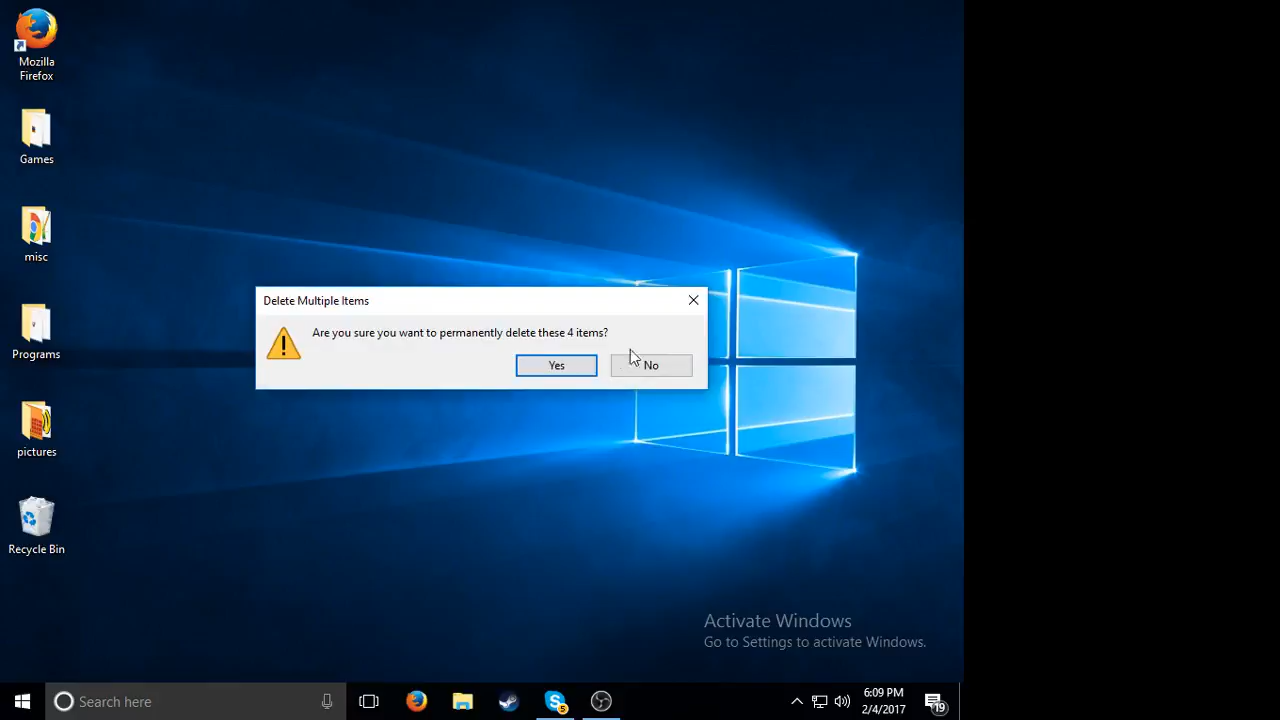 Mozilla
Firefox
Games
misc
Programs
pictures
Recycle Bin
Delete Multiple Items
Are you sure you want to permanently delete these 4 items?
Yes
No
Activate Windows
Go to Settings to activate Windows.
Search here
5
6:09 PM
2/4/2017
19